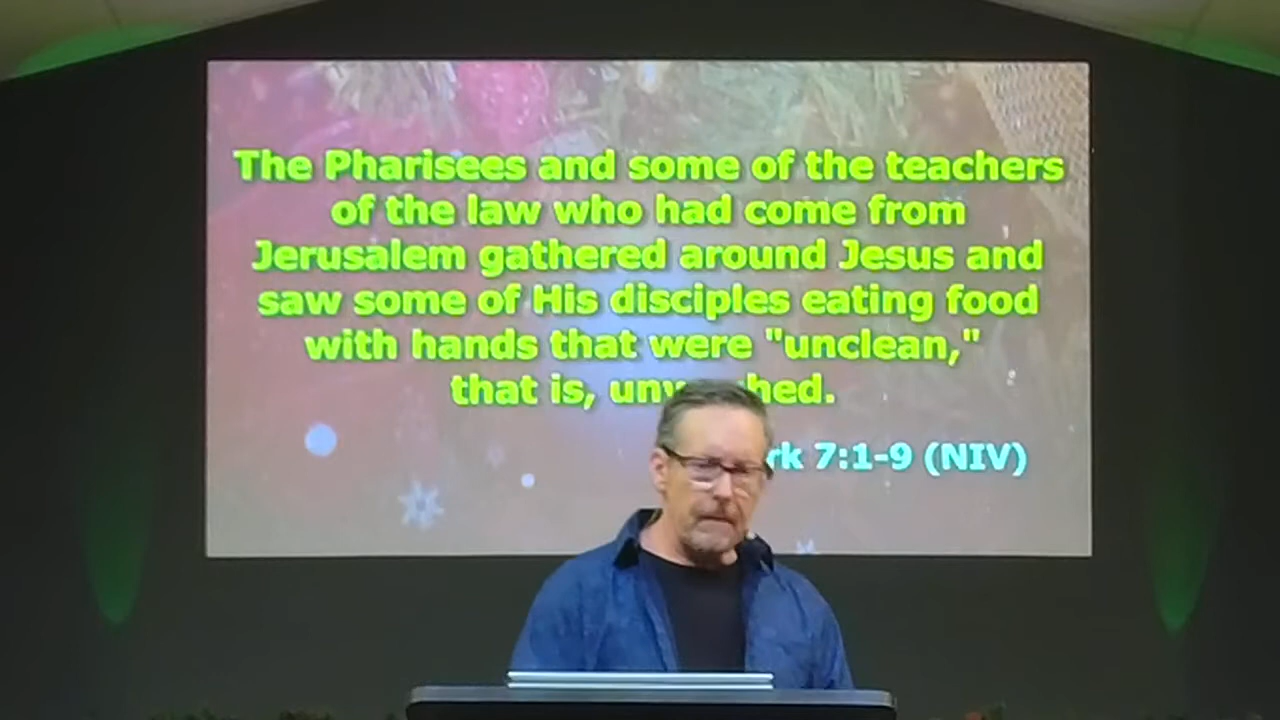 The Pharisees and some of the teachers
of the law who had come from
Jerusalem gathered around Jesus and
saw some of His disciples eating food
with hands that were "unclean,"
that is,
7:1-9 (NIV)